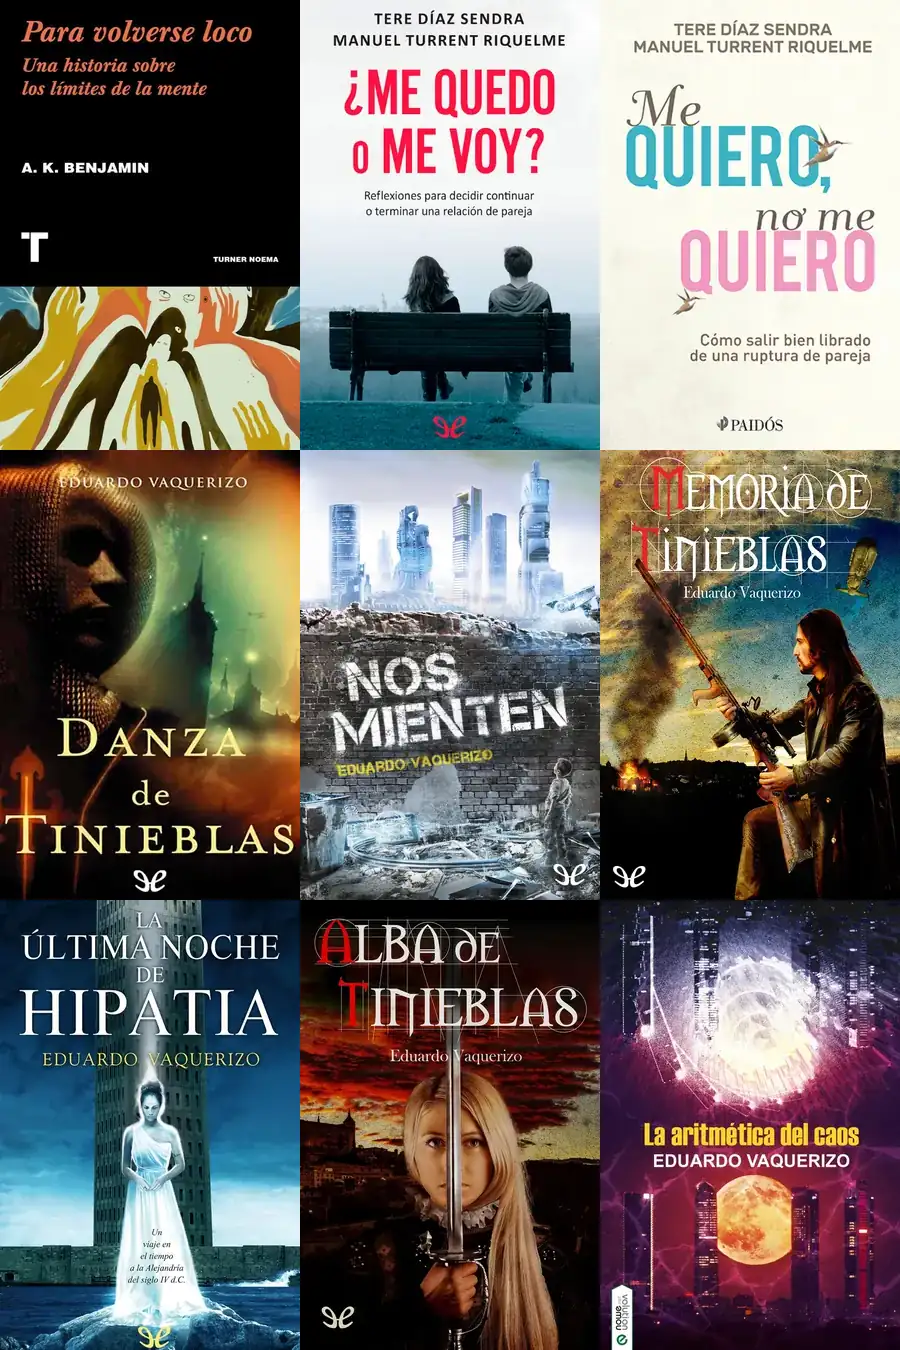 Para volverse loco
Una historia sobre
los límites de la mente
A. K. BENJAMIN
T
TURNER NOEMA
TERE DÍAZ SENDRA
MANUEL TURRENT RIQUELME
¿ME QUEDO
O ME VOY?
Reflexiones para decidir continuar
o terminar una relación de pareja
TERE DÍAZ SENDRA
MANUEL TURRENT RIQUELME
Me
QUIERO,
no me
QUIERO
Cómo salir bien librado
de una ruptura de pareja
PAIDÓS
EDUARDO VAQUERIZO
DANZA
de
TINIEBLAS
NOS
MIENTEN
EDUARDO VAQUERIZO
MEMORIA DE
TINIEBLAS
Eduardo Vaquerizo
LA
ÚLTIMA NOCHE
DE
HIPATIA
EDUARDO VAQUERIZO
Un
viaje en
el tiempo
a la Alejandría
del siglo IV d.C.
ALBA DE
TINIEBLAS
Eduardo Vaquerizo
La aritmética del caos
EDUARDO VAQUERIZO